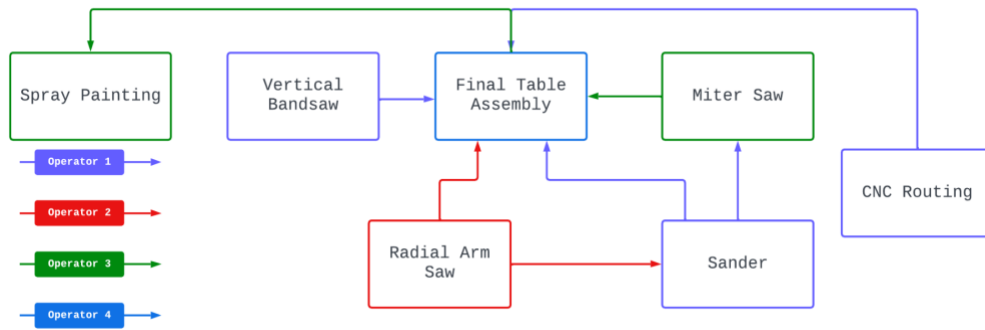 Spray Painting
Vertical
Bandsaw
Final Table
Assembly
Miter Saw
Operator 1
CNC Routing
Operator 2
Radial Arm
Saw
Sander
Operator 3
Operator 4